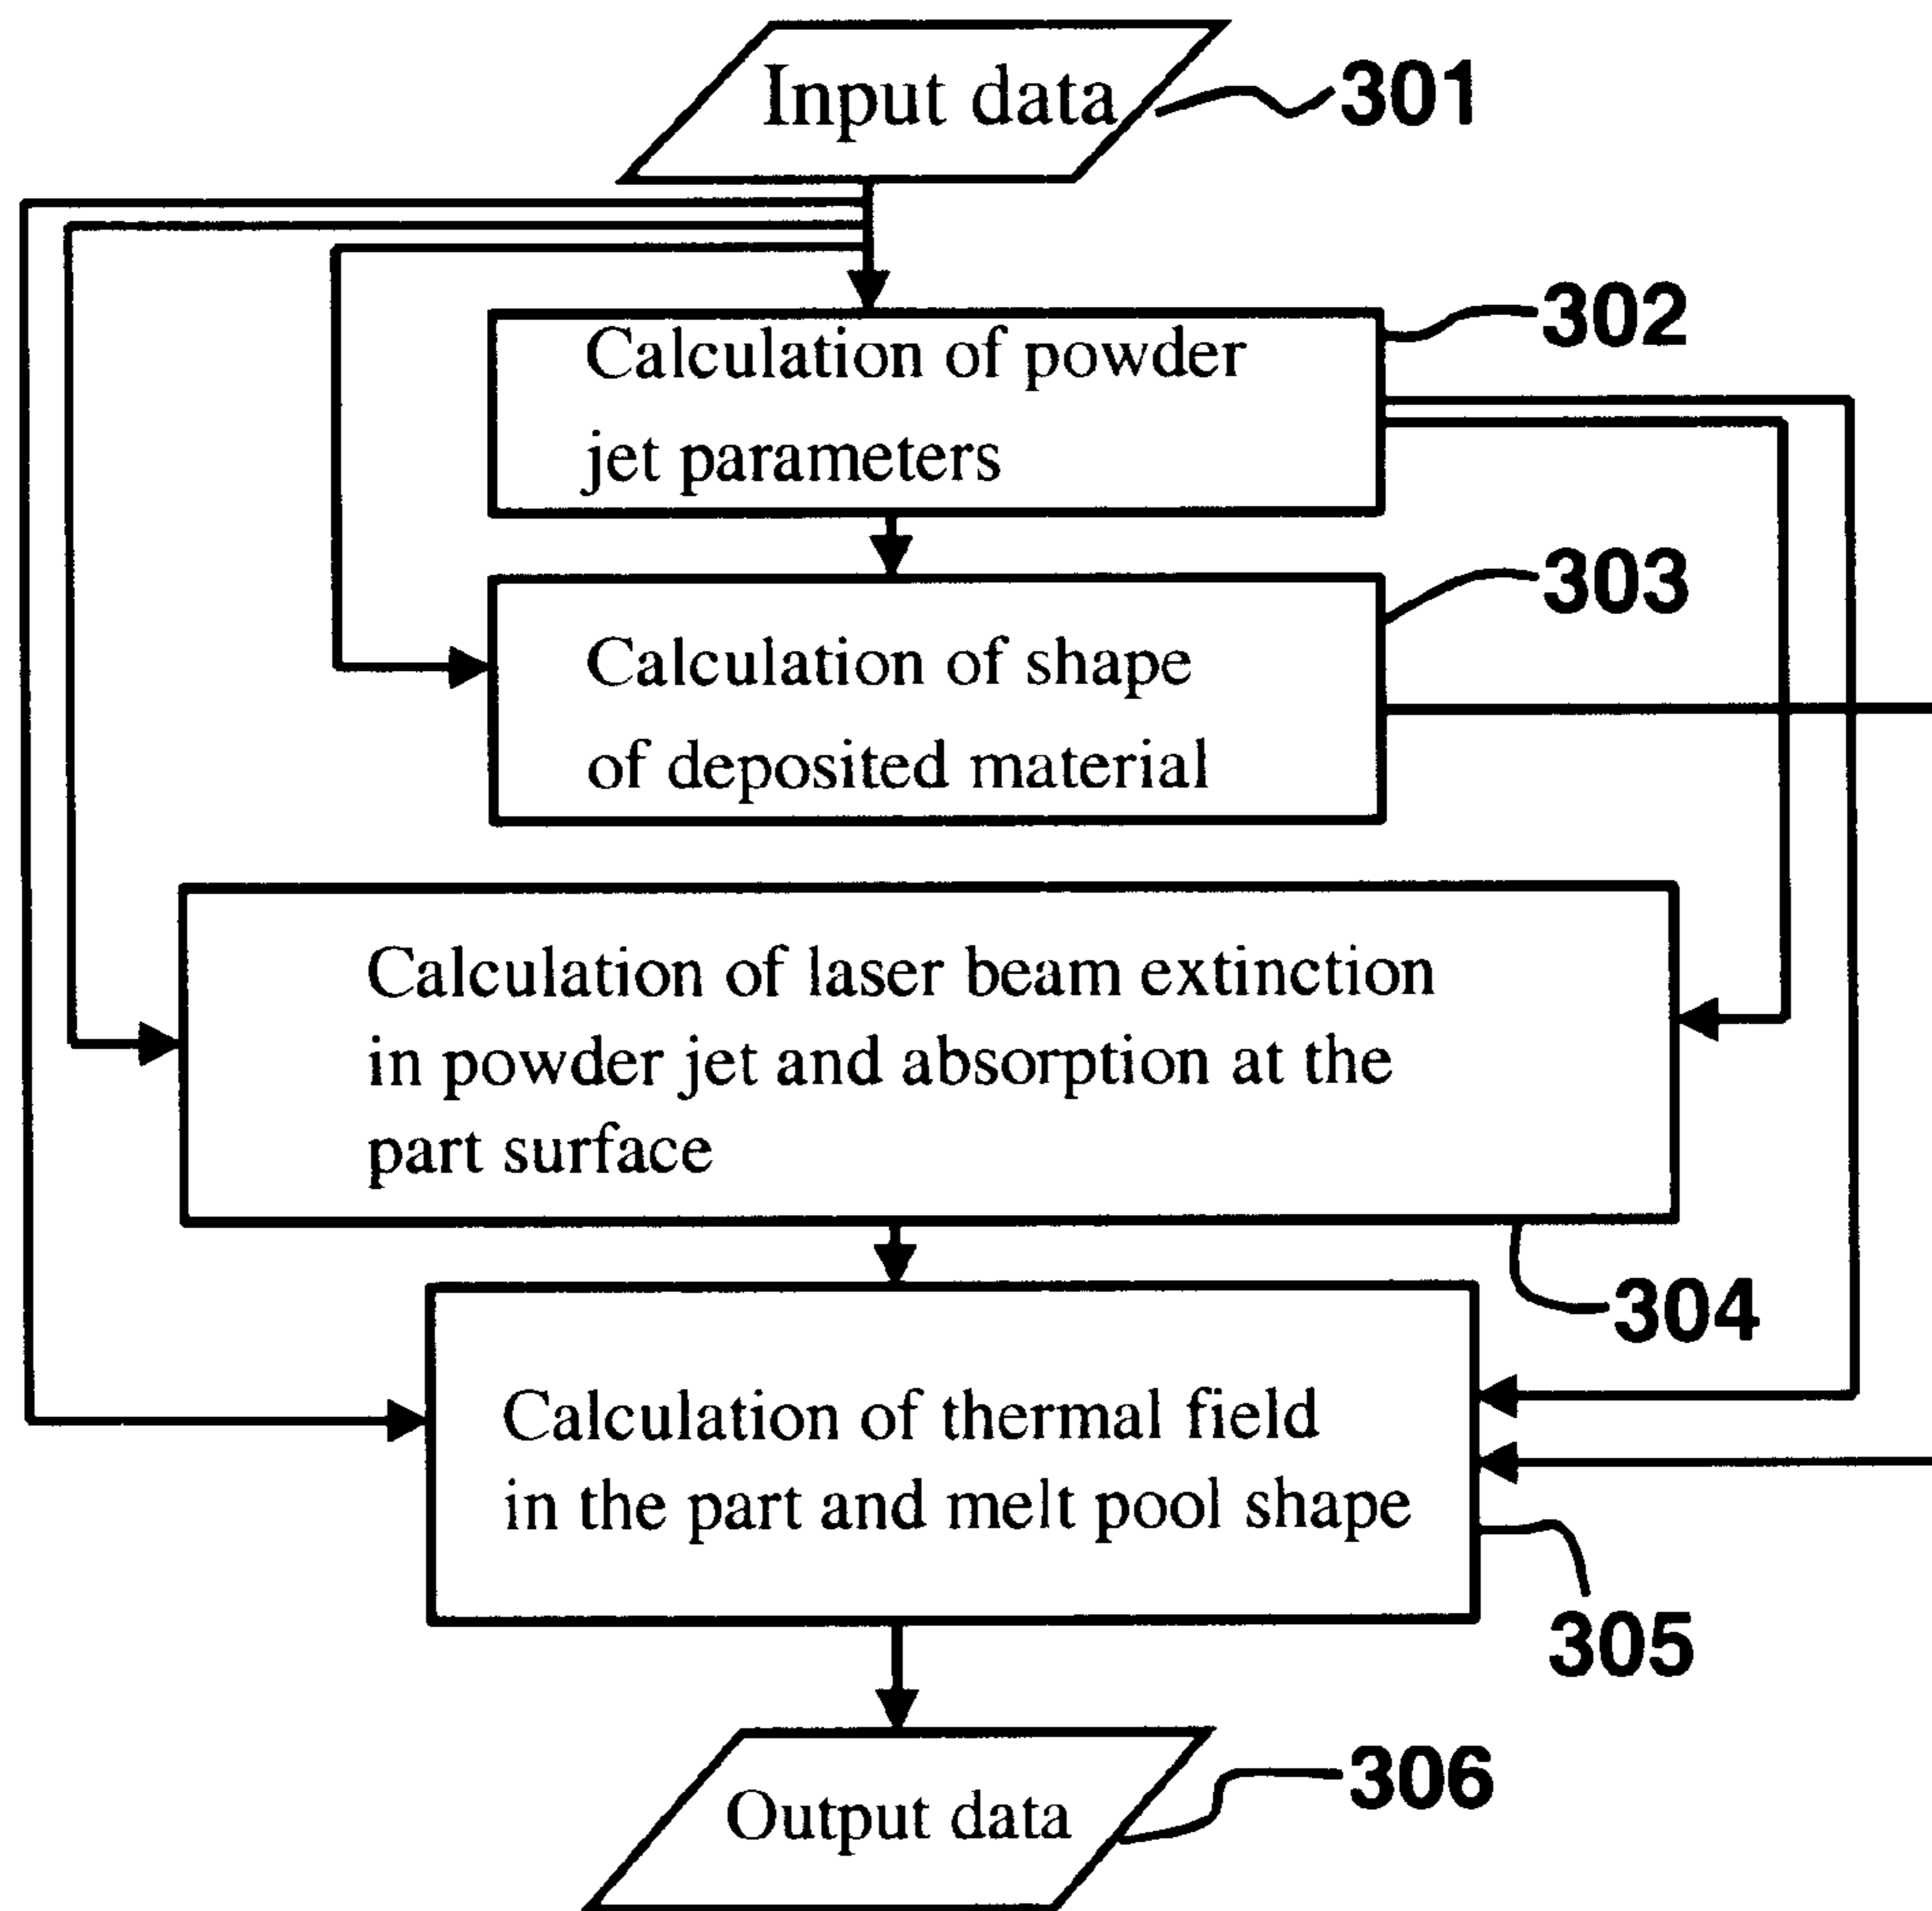 Input data
301
Calculation of powder
jet parameters
302
Calculation of shape
of deposited material
303
Calculation of laser beam extinction
in powder jet and absorption at the
part surface
304
Calculation of thermal field
in the part and melt pool shape
305
Output data
306